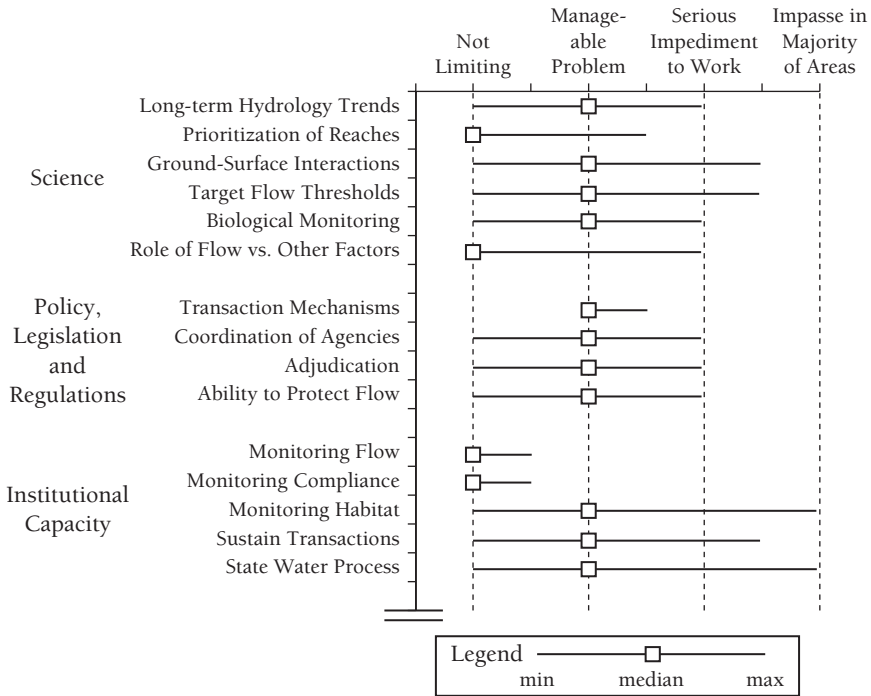 Not
Limiting
Manage-
able
Problem
Serious
Impediment
to Work
Impasse in
Majority
of Areas
Science
Long-term Hydrology Trends
Prioritization of Reaches
Ground-Surface Interactions
Target Flow Thresholds
Biological Monitoring
Role of Flow vs. Other Factors
Policy,
Legislation
and
Regulations
Transaction Mechanisms
Coordination of Agencies
Adjudication
Ability to Protect Flow
Institutional
Capacity
Monitoring Flow
Monitoring Compliance
Monitoring Habitat
Sustain Transactions
State Water Process
Legend
min median max